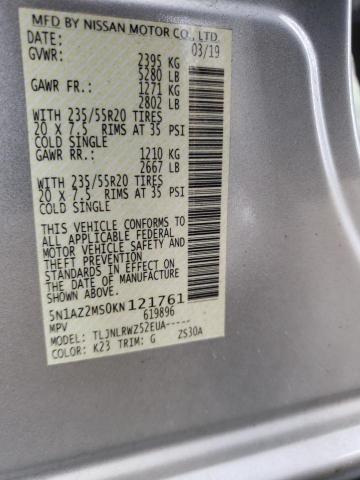 MFD BY NISSAN MOTOR CO., LTD.
DATE: 03/19
GVWR: 2395 KG
5280 LB
GAWR FR.: 1271 KG
2802 LB
WITH 235/55R20 TIRES
20 X 7.5 RIMS AT 35 PSI
COLD SINGLE
GAWR RR.: 1210 KG
2667 LB
WITH 235/55R20 TIRES
20 X 7.5 RIMS AT 35 PSI
COLD SINGLE
THIS VEHICLE CONFORMS TO
ALL APPLICABLE FEDERAL
MOTOR VEHICLE SAFETY AND
THEFT PREVENTION
STANDARDS IN EFFECT ON
THE DATE OF MANUFACTURE
SHOWN ABOVE.
5N1AZ2MS0KN121761
MPV 619896
MODEL: TLJNLRWZ52EUA-----
COLOR: K23 TRIM: G ZS30A